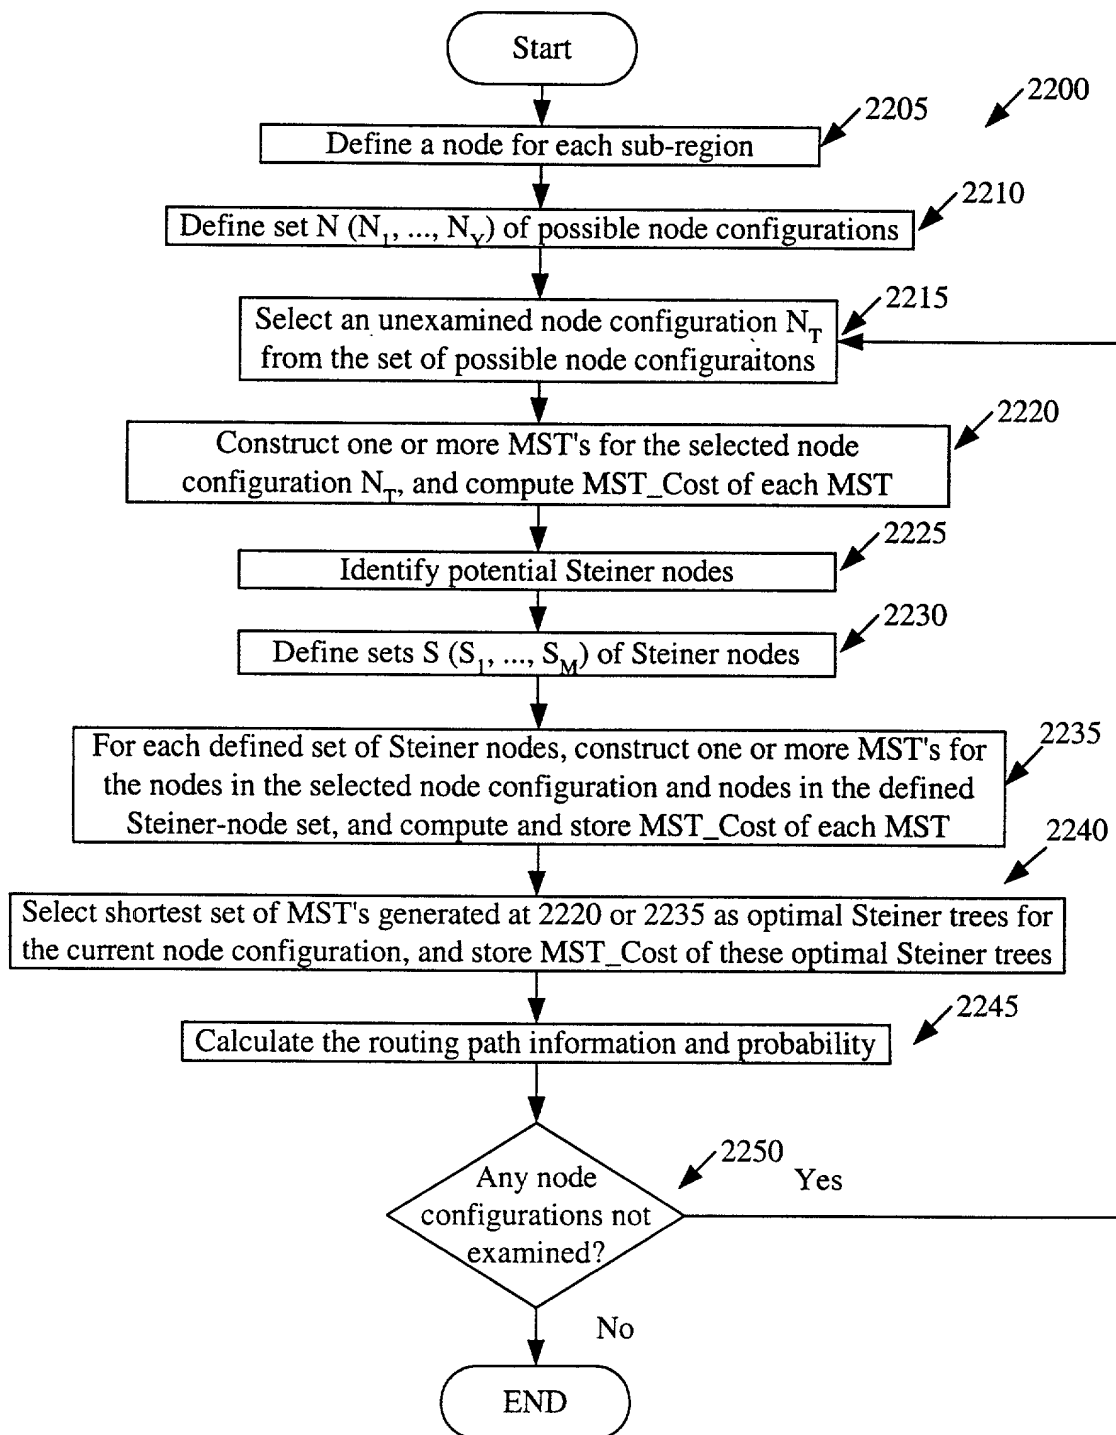 Start
2200
2205
Define a node for each sub-region
2210
Define set N (N1, ..., NY) of possible node configurations
2215
Select an unexamined node configuration NT
from the set of possible node configuraitons
2220
Construct one or more MST's for the selected node
configuration NT, and compute MST_Cost of each MST
2225
Identify potential Steiner nodes
2230
Define sets S (S1, ..., SM) of Steiner nodes
2235
For each defined set of Steiner nodes, construct one or more MST's for
the nodes in the selected node configuration and nodes in the defined
Steiner-node set, and compute and store MST_Cost of each MST
2240
Select shortest set of MST's generated at 2220 or 2235 as optimal Steiner trees for
the current node configuration, and store MST_Cost of these optimal Steiner trees
2245
Calculate the routing path information and probability
2250
Any node
configurations not
examined?
Yes
No
END